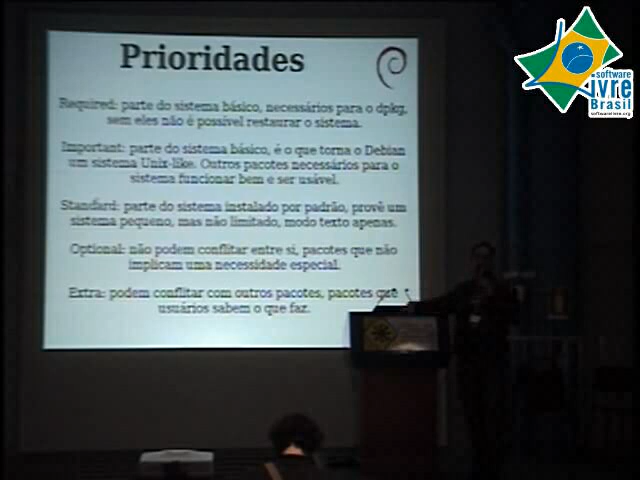 Prioridades
Required: parte do sistema básico, necessários para o dpkg,
sem eles não é possível restaurar o sistema.
Important: parte do sistema básico, é o que torna o Debian
um sistema Unix-like. Outros pacotes necessários para o
sistema funcionar bem e ser usável.
Standard: parte do sistema instalado por padrão, provê um
sistema pequeno, mas não limitado, modo texto apenas.
Optional: não podem conflitar entre si, pacotes que não
implicam uma necessidade especial.
Extra: podem conflitar com outros pacotes, pacotes que
usuários sabem o que faz.
software
livre
Brasil
softwarelivre.org